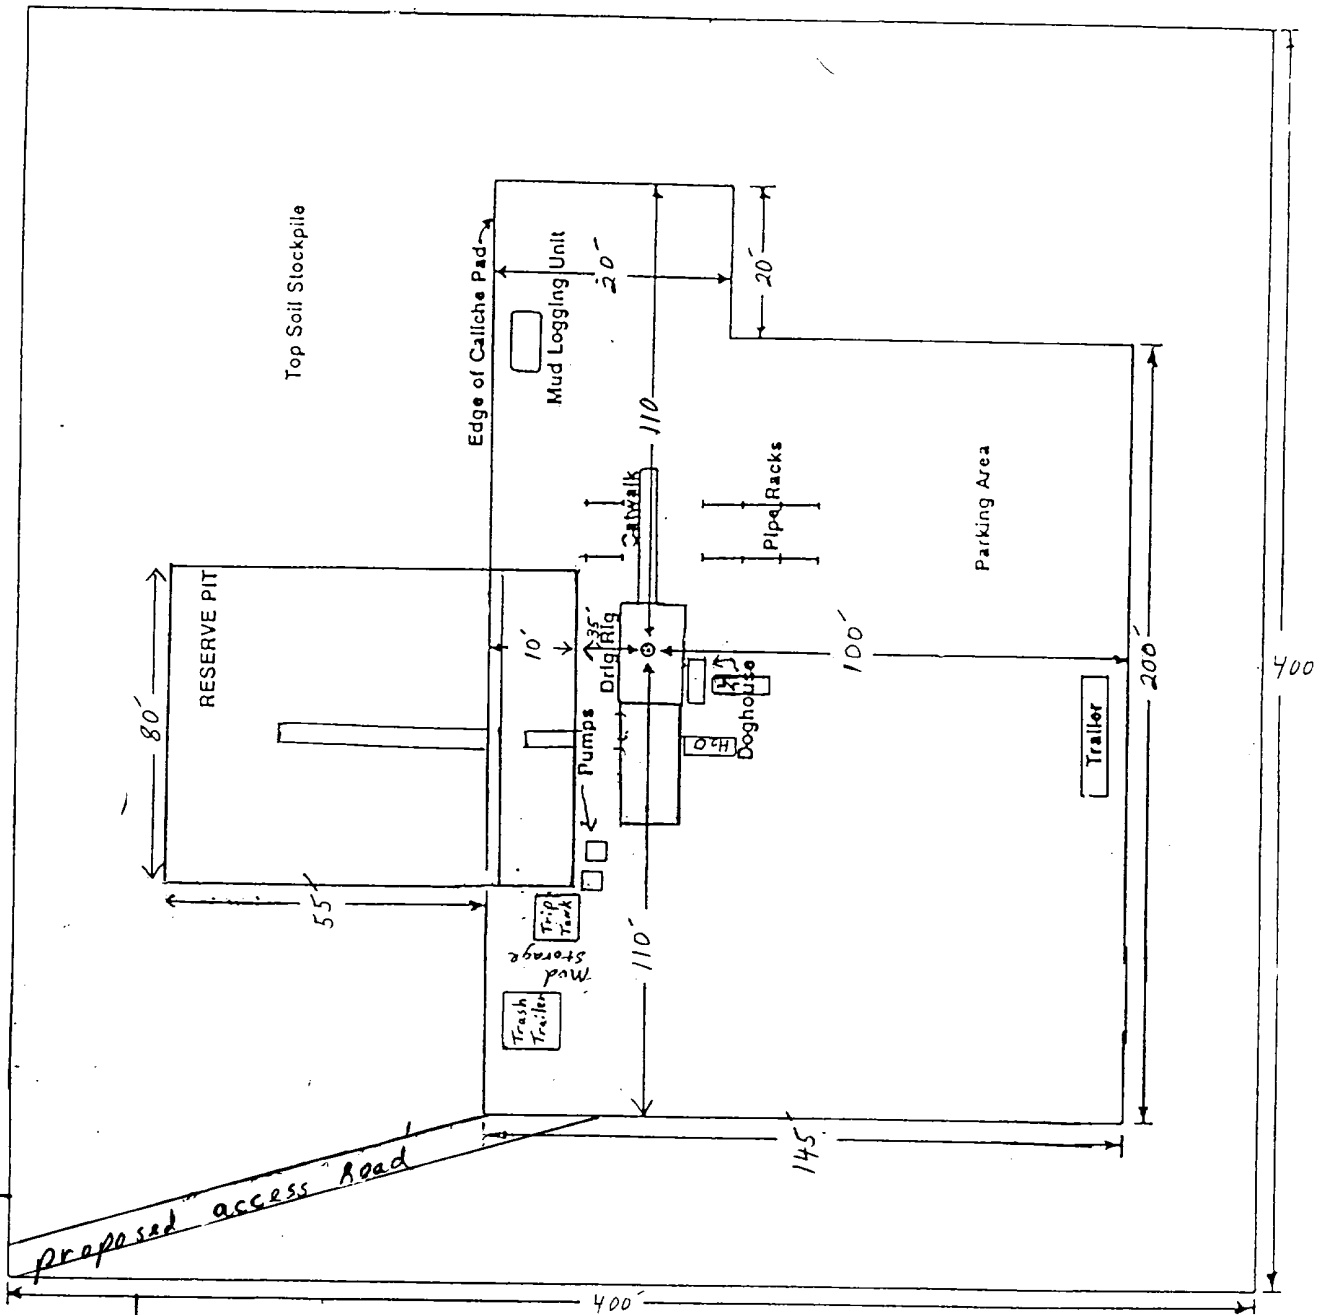 Top Soil Stockpile
Edge of Caliche Pad
Mud Logging Unit
20'
20'
110
RESERVE PIT
80'
55'
10'
35'
Drlg Rig
Catwalk
Pipe Racks
Parking Area
Pumps
H2O
Doghouse
100'
200'
400
Trailer
Trip
Tank
Mud
Storage
Trash
Trailer
110'
145'
proposed access Road
400'